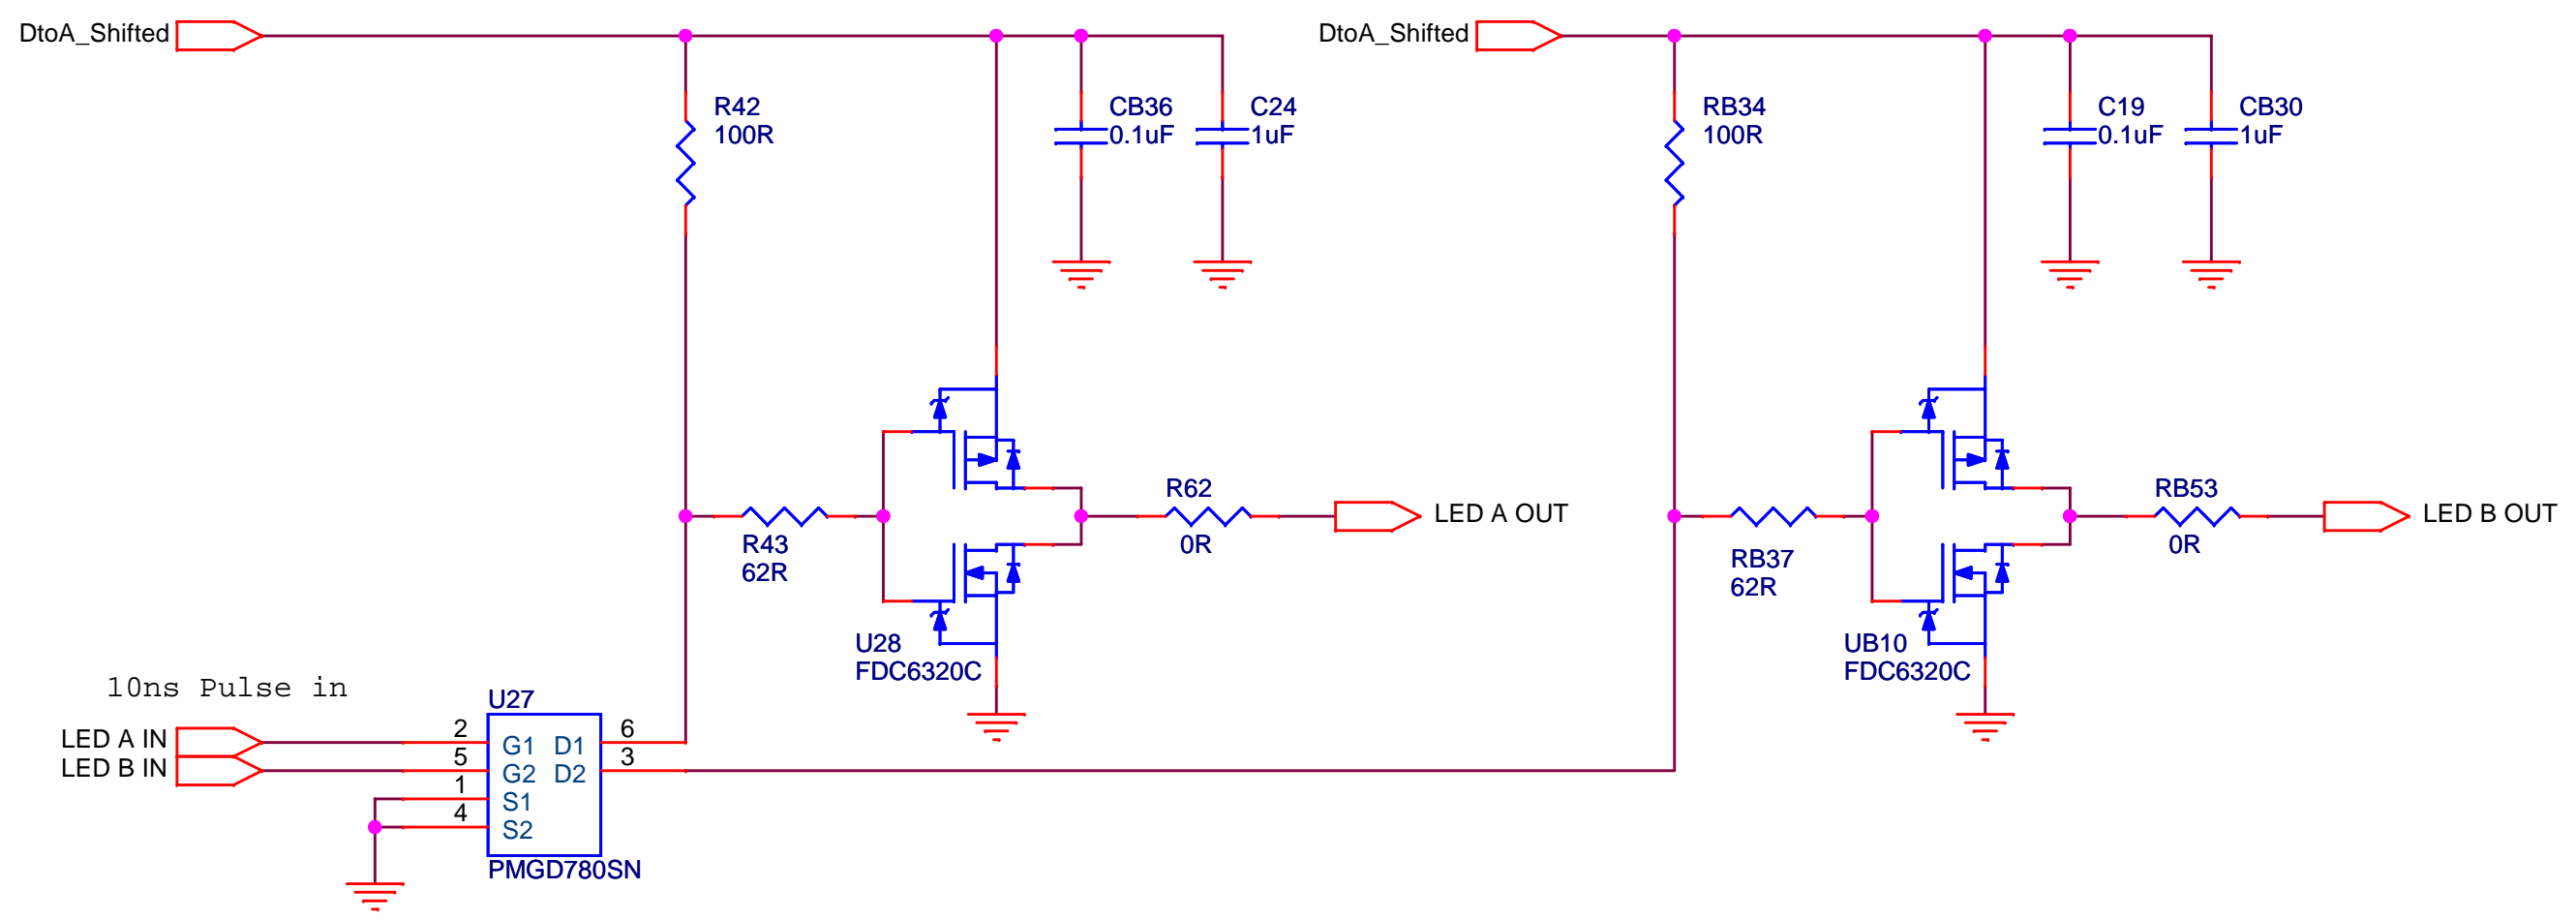 DtoA_Shifted
DtoA_Shifted
R42
100R
CB36
0.1uF
C24
1uF
RB34
100R
C19
0.1uF
CB30
1uF
R43
62R
R62
0R
LED A OUT
RB37
62R
RB53
0R
LED B OUT
U28
FDC6320C
UB10
FDC6320C
10ns Pulse in
U27
LED A IN
LED B IN
2
5
1
4
G1 D1
G2 D2
S1
S2
6
3
PMGD780SN